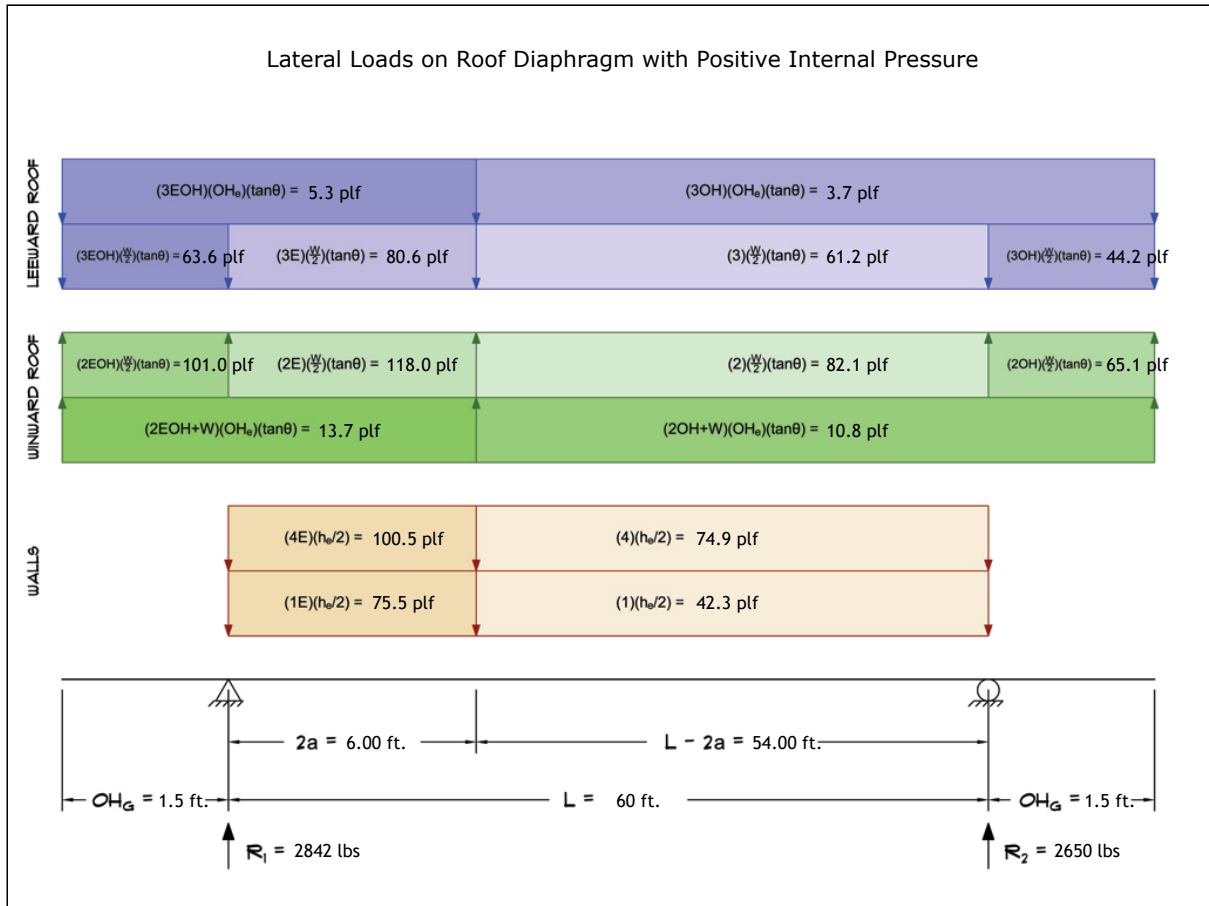 Lateral Loads on Roof Diaphragm with Positive Internal Pressure
LEEWARD ROOF
(3EOH)(OHₑ)(tanθ) = 5.3 plf
(3OH)(OHₑ)(tanθ) = 3.7 plf
(3EOH)(W/2)(tanθ) = 63.6 plf
(3E)(W/2)(tanθ) = 80.6 plf
(3)(W/2)(tanθ) = 61.2 plf
(3OH)(W/2)(tanθ) = 44.2 plf
WINWARD ROOF
(2EOH)(W/2)(tanθ) = 101.0 plf
(2E)(W/2)(tanθ) = 118.0 plf
(2)(W/2)(tanθ) = 82.1 plf
(2OH)(W/2)(tanθ) = 65.1 plf
(2EOH+W)(OHₑ)(tanθ) = 13.7 plf
(2OH+W)(OHₑ)(tanθ) = 10.8 plf
WALLS
(4E)(hₑ/2) = 100.5 plf
(4)(hₑ/2) = 74.9 plf
(1E)(hₑ/2) = 75.5 plf
(1)(hₑ/2) = 42.3 plf
2a = 6.00 ft.
L - 2a = 54.00 ft.
OH_G = 1.5 ft.
L = 60 ft.
OH_G = 1.5 ft.
R₁ = 2842 lbs
R₂ = 2650 lbs